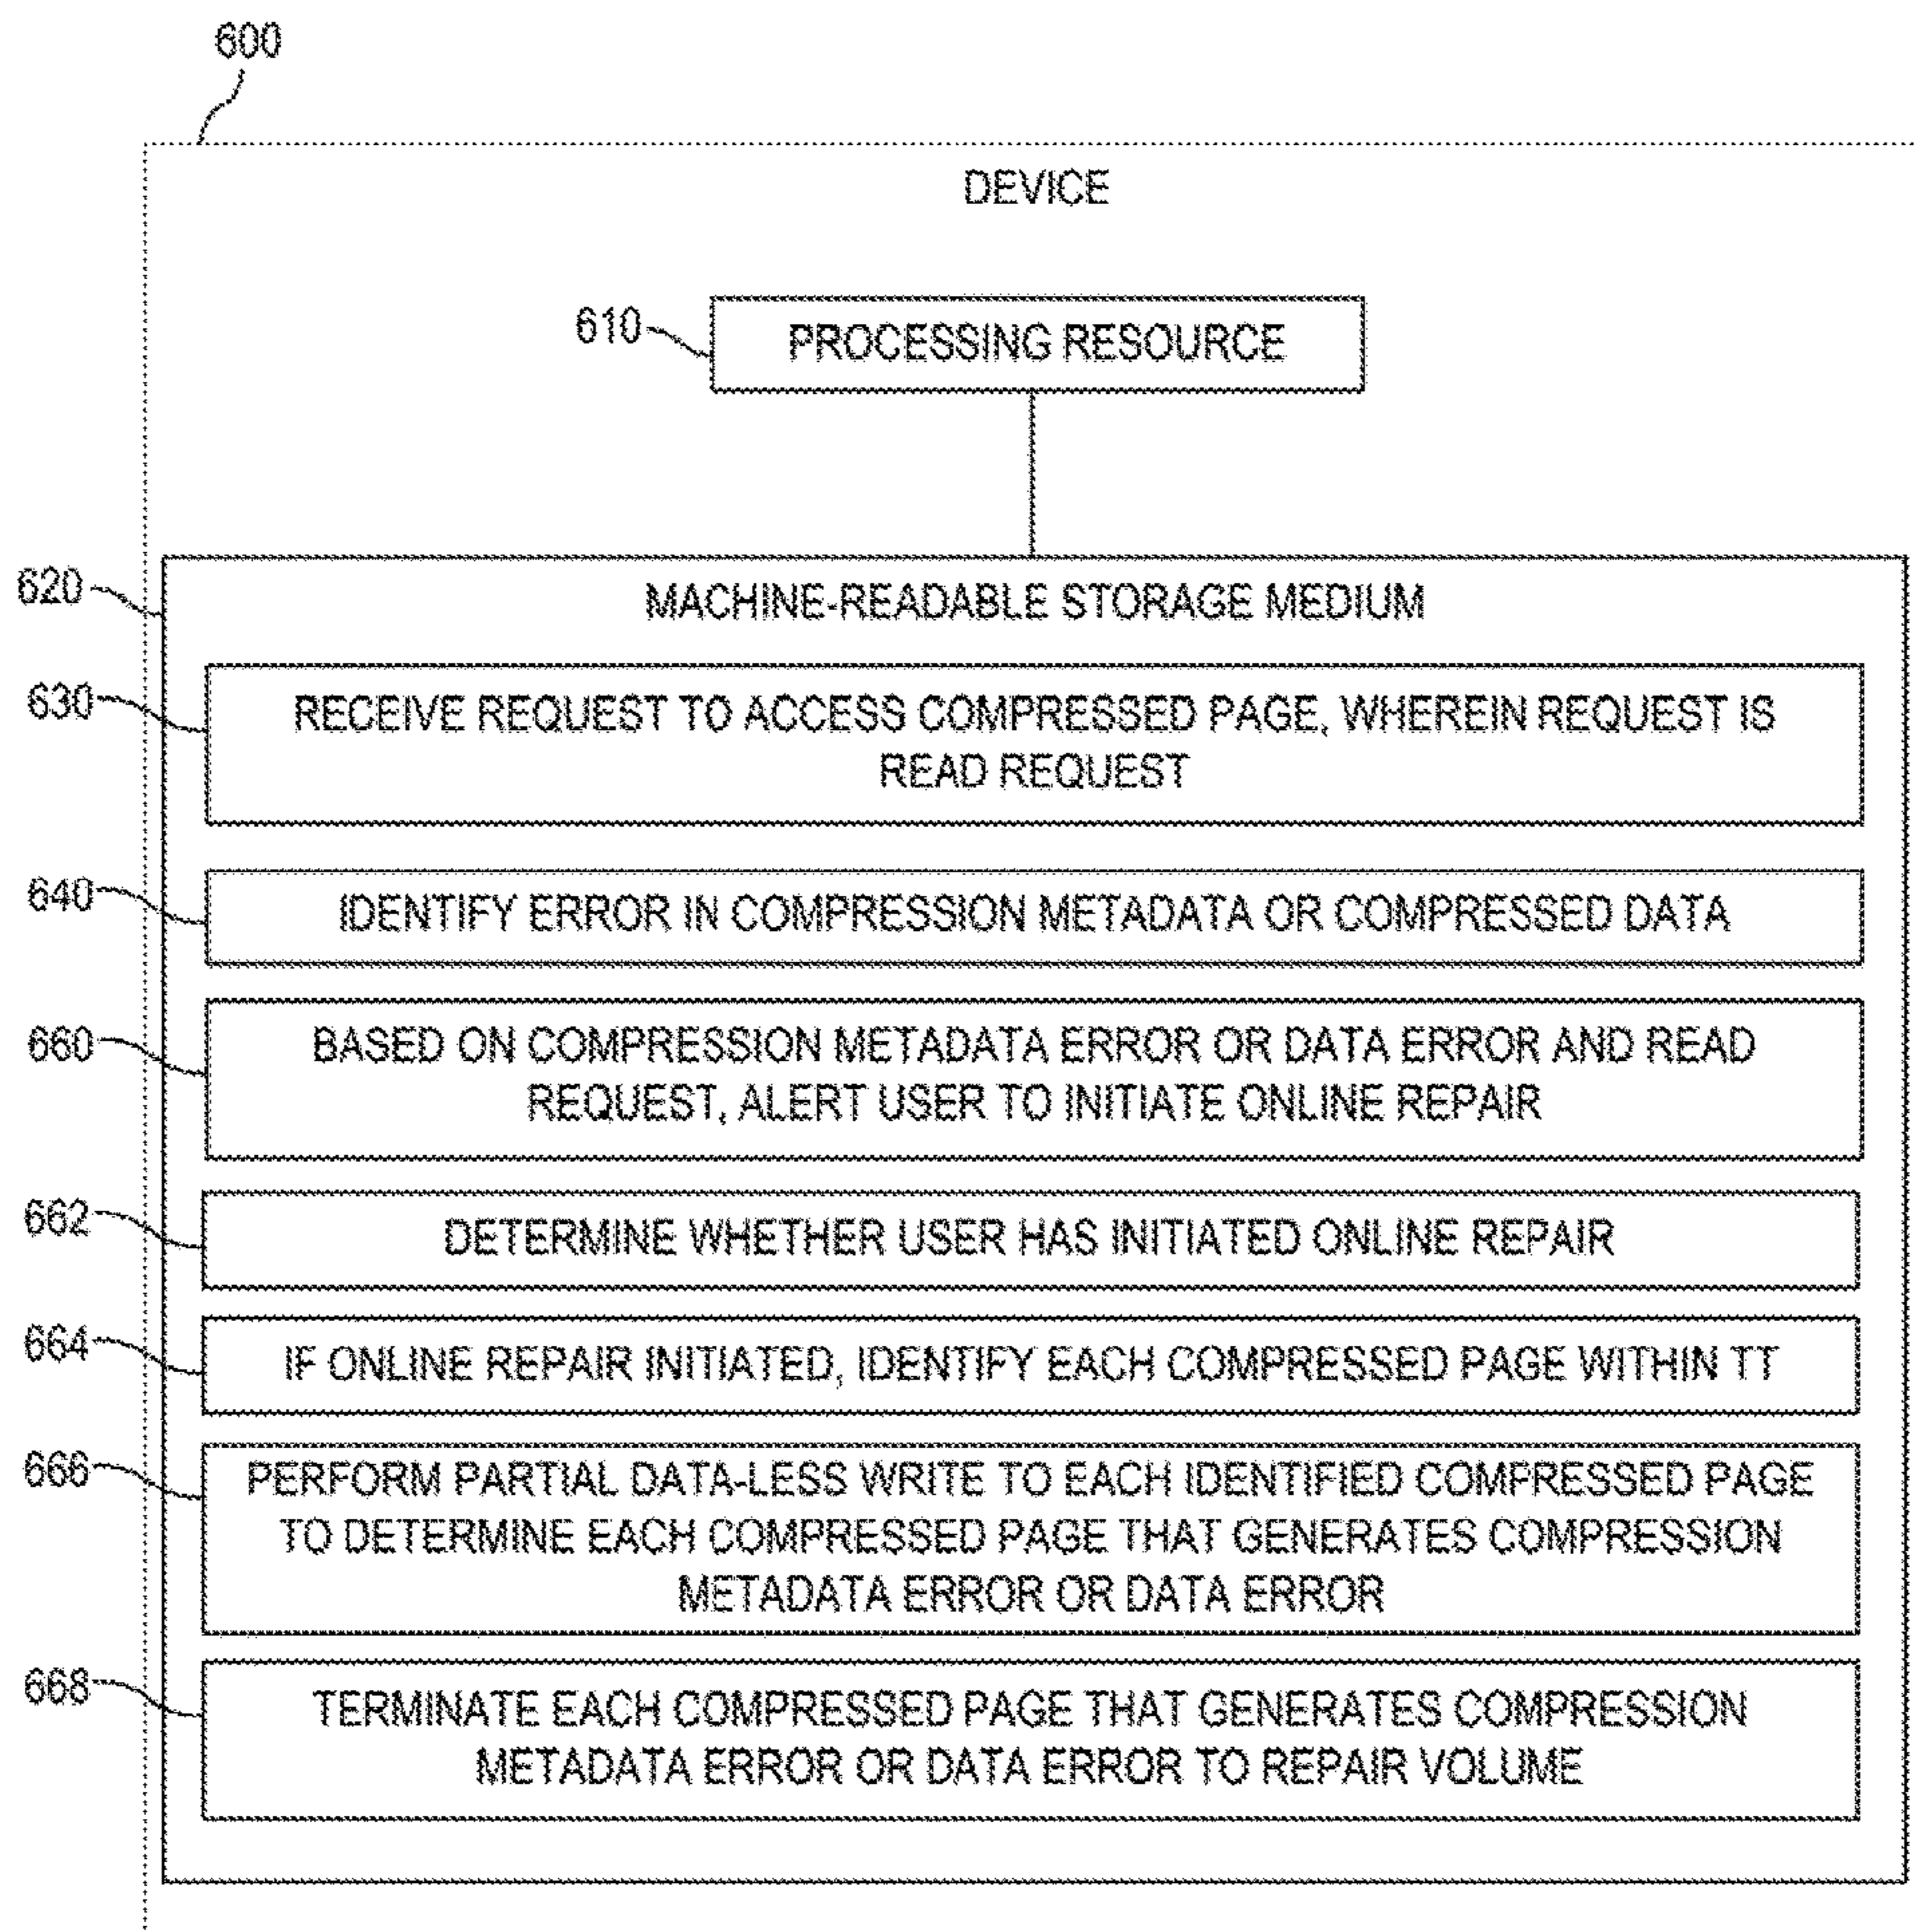 600
DEVICE
610
PROCESSING RESOURCE
620
MACHINE-READABLE STORAGE MEDIUM
630
RECEIVE REQUEST TO ACCESS COMPRESSED PAGE, WHEREIN REQUEST IS
READ REQUEST
640
IDENTIFY ERROR IN COMPRESSION METADATA OR COMPRESSED DATA
660
BASED ON COMPRESSION METADATA ERROR OR DATA ERROR AND READ
REQUEST, ALERT USER TO INITIATE ONLINE REPAIR
662
DETERMINE WHETHER USER HAS INITIATED ONLINE REPAIR
664
IF ONLINE REPAIR INITIATED, IDENTIFY EACH COMPRESSED PAGE WITHIN TT
666
PERFORM PARTIAL DATA-LESS WRITE TO EACH IDENTIFIED COMPRESSED PAGE
TO DETERMINE EACH COMPRESSED PAGE THAT GENERATES COMPRESSION
METADATA ERROR OR DATA ERROR
668
TERMINATE EACH COMPRESSED PAGE THAT GENERATES COMPRESSION
METADATA ERROR OR DATA ERROR TO REPAIR VOLUME